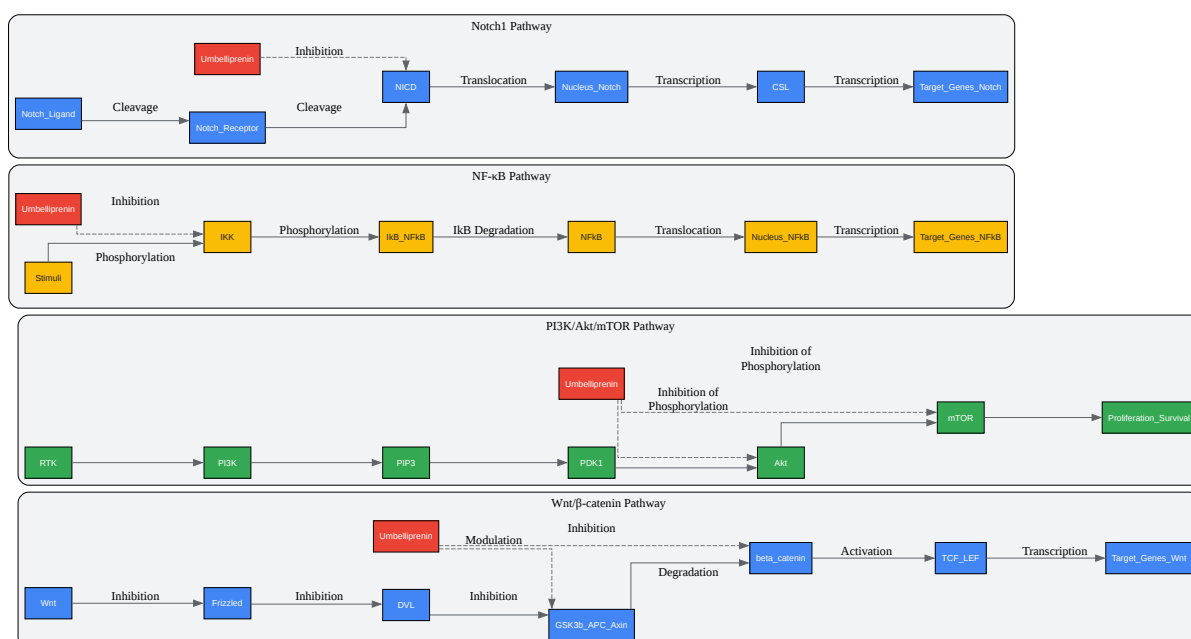 Notch1 Pathway
Umbelliprenin
Inhibition
NICD
Translocation
Nucleus_Notch
Transcription
CSL
Transcription
Target_Genes_Notch
Notch_Ligand
Cleavage
Notch_Receptor
Cleavage
NF-κB Pathway
Umbelliprenin
Inhibition
IKK
Phosphorylation
IkB_NFkB
IkB Degradation
NFkB
Translocation
Nucleus_NFkB
Transcription
Target_Genes_NFkB
Phosphorylation
Stimuli
PI3K/Akt/mTOR Pathway
Inhibition of
Phosphorylation
Umbelliprenin
Inhibition of
Phosphorylation
mTOR
Proliferation_Survival
RTK
PI3K
PIP3
PDK1
Akt
Wnt/β-catenin Pathway
Umbelliprenin
Modulation
Inhibition
beta_catenin
Activation
TCF_LEF
Transcription
Target_Genes_Wnt
Degradation
Wnt
Inhibition
Frizzled
Inhibition
DVL
Inhibition
GSK3b_APC_Axin